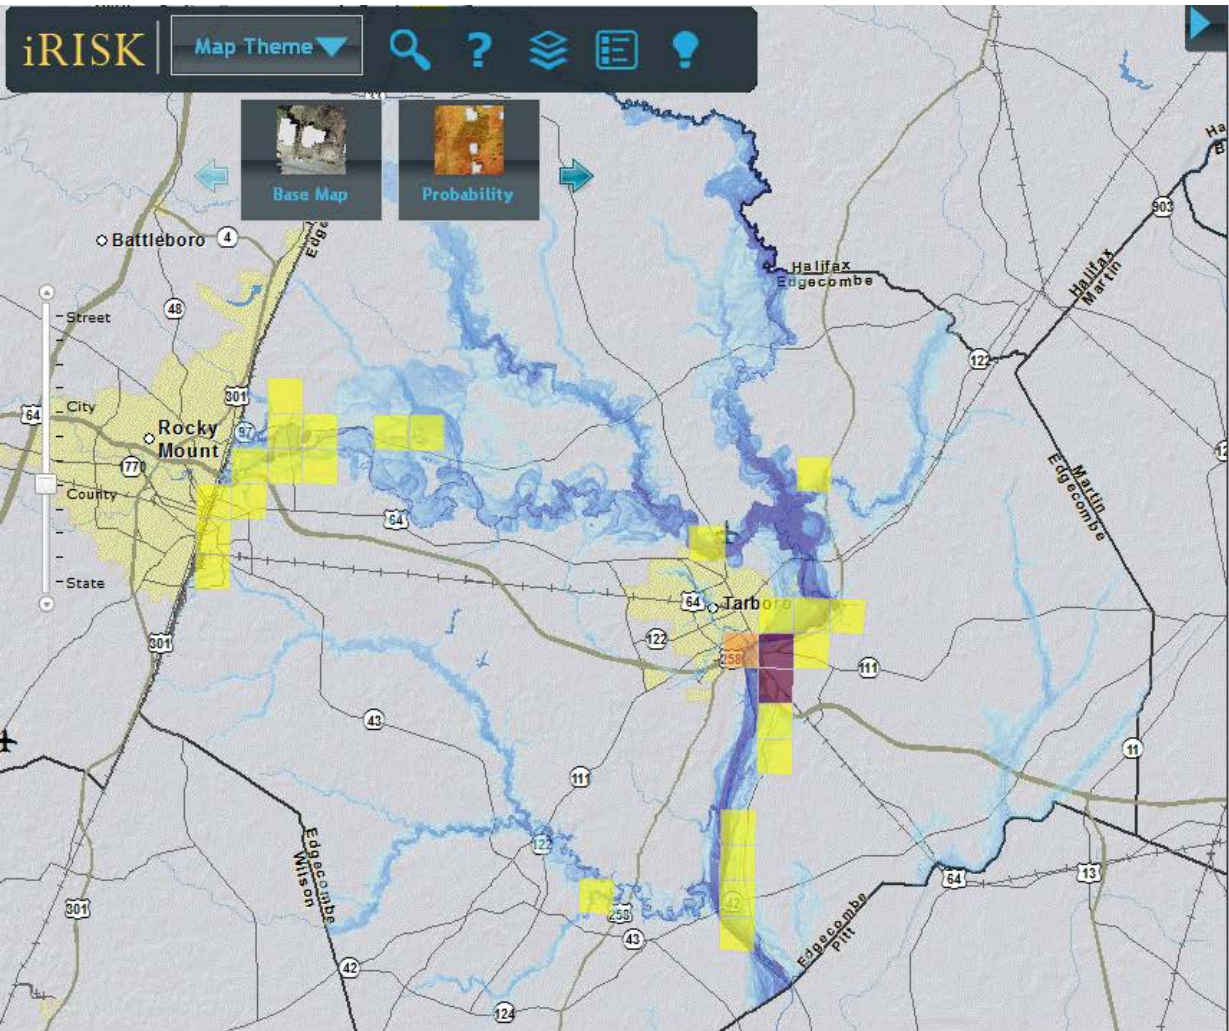 iRISK
Map Theme
?
Base Map
Probability
Battleboro
4
903
Halifax
Edgecombe
Halifax
Martin
48
Street
122
301
64
City
97
Rocky
Mount
Martin
Edgecombe
County
64
State
64
Tarboro
122
301
258
111
43
11
111
122
Edgecombe
Wilson
64
13
42
301
258
43
Edgecombe
Pitt
42
124